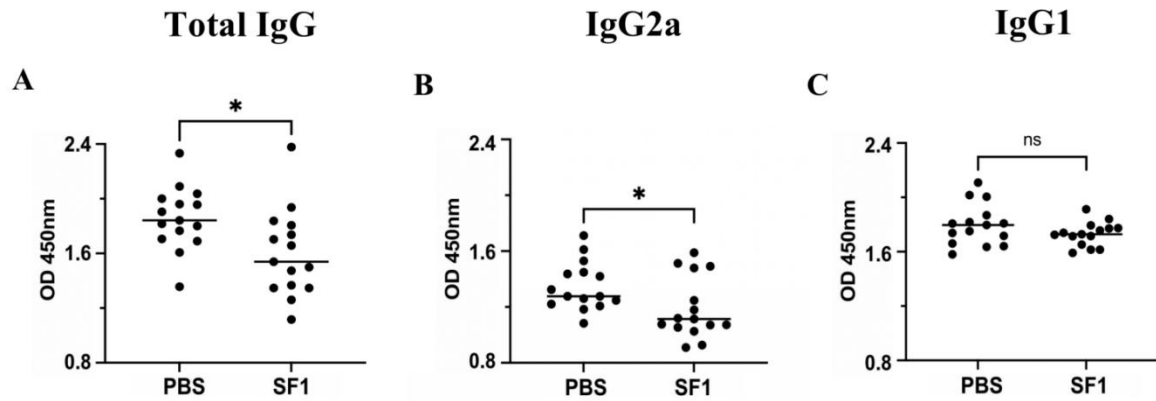 Total IgG
IgG2a
IgG1
A
B
C
*
*
ns
2.4
1.6
0.8
OD 450nm
PBS
SF1
2.4
1.6
0.8
OD 450nm
PBS
SF1
2.4
1.6
0.8
OD 450nm
PBS
SF1